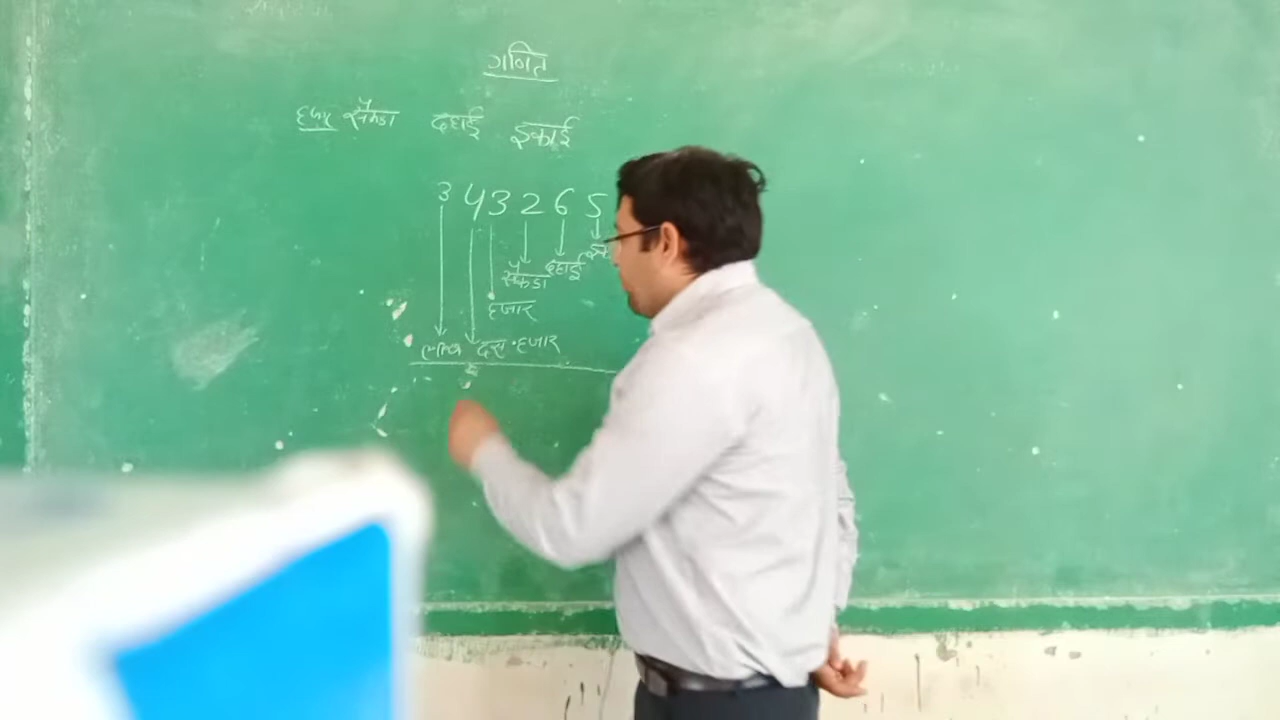 गणित
हजार सैकडा दहाई इकाई
3 4 3 2 6 5
सैकडा दहाई इ
हजार
लाख दस हजार